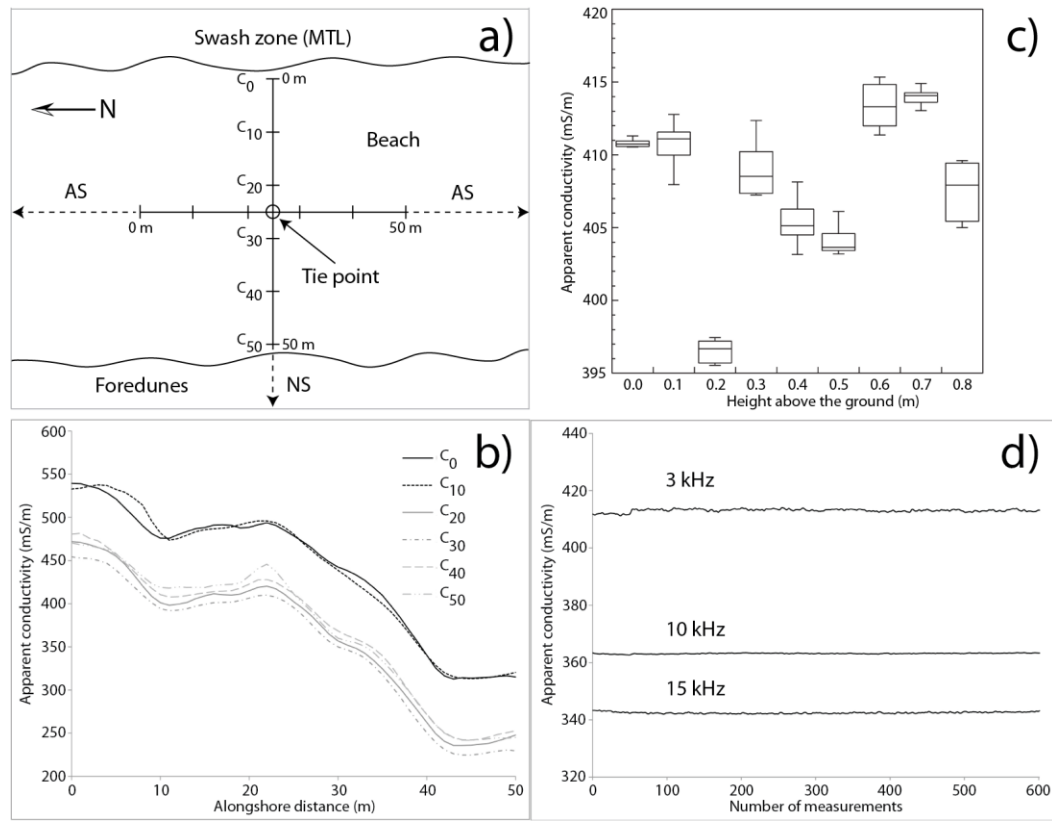 a)
Swash zone (MTL)
C0
0 m
N
C10
Beach
C20
AS
AS
0 m
50m
C30
Tie point
C40
C50
50 m
Foredunes
NS
c)
420
415
410
404
403
397
395
Apparent conductivity (mS/m)
0.0 0.1 0.2 0.3 0.4 0.5 0.6 0.7 0.8
Height above the ground (m)
b)
600
550
500
450
400
350
300
250
200
Apparent conductivity (mS/m)
C0
C10
C20
C30
C40
C50
0 10 20 30 40 50
Alongshore distance (m)
d)
440
420
400
380
360
340
320
Apparent conductivity (mS/m)
3 kHz
10 kHz
15 kHz
0 100 200 300 400 500 600
Number of measurements